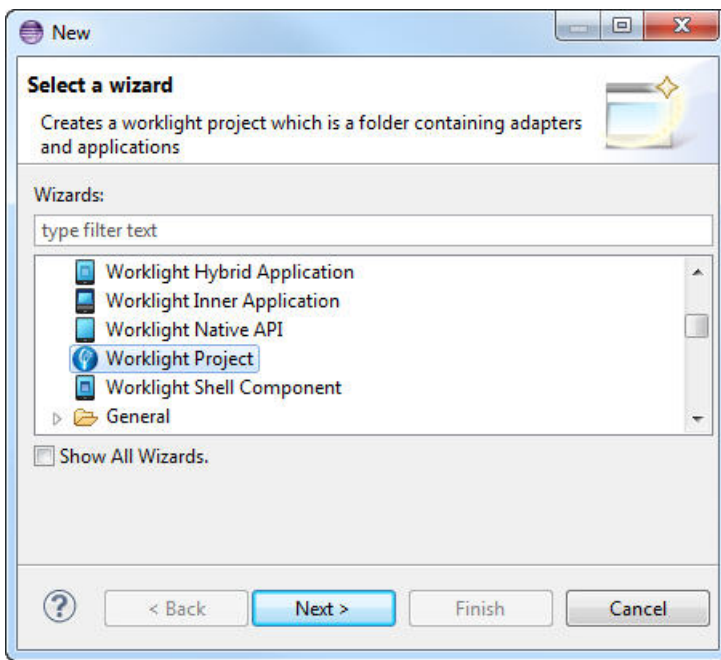 New
Select a wizard
Creates a worklight project which is a folder containing adapters
and applications
Wizards:
type filter text
Worklight Hybrid Application
Worklight Inner Application
Worklight Native API
Worklight Project
Worklight Shell Component
General
Show All Wizards.
? < Back Next > Finish Cancel